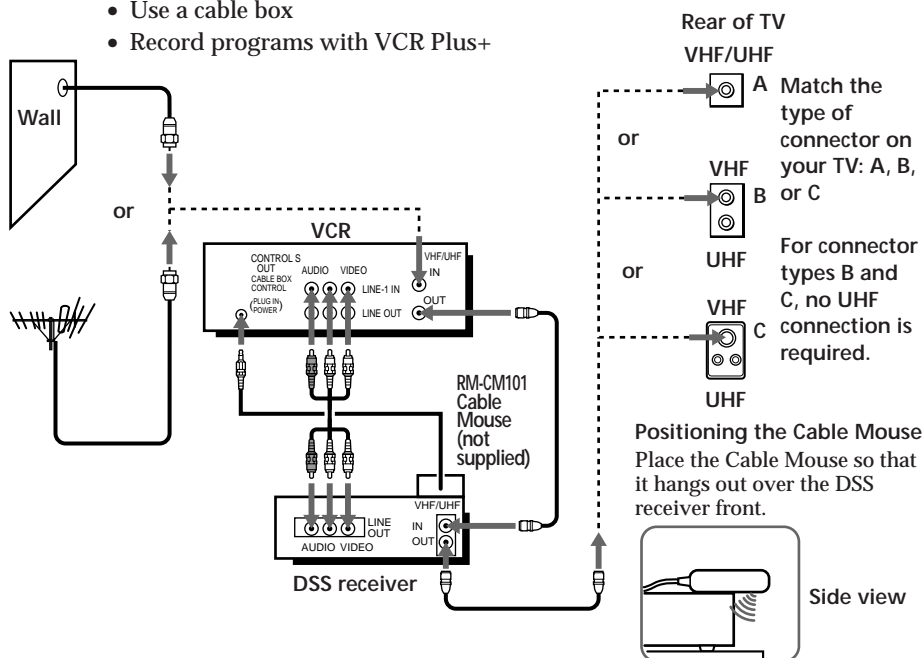 • Use a cable box
• Record programs with VCR Plus+
Wall
or
VCR
CONTROL S
OUT
CABLE BOX
CONTROL
(PLUG IN
POWER)
AUDIO VIDEO
LINE-1 IN
LINE OUT
VHF/UHF
IN
OUT
RM-CM101
Cable
Mouse
(not
supplied)
LINE
OUT
AUDIO VIDEO
VHF/UHF
IN
OUT
DSS receiver
Rear of TV
VHF/UHF
A
or
VHF
B
UHF
or
VHF
C
UHF
Match the
type of
connector on
your TV: A, B,
or C
For connector
types B and
C, no UHF
connection is
required.
Positioning the Cable Mouse
Place the Cable Mouse so that
it hangs out over the DSS
receiver front.
Side view